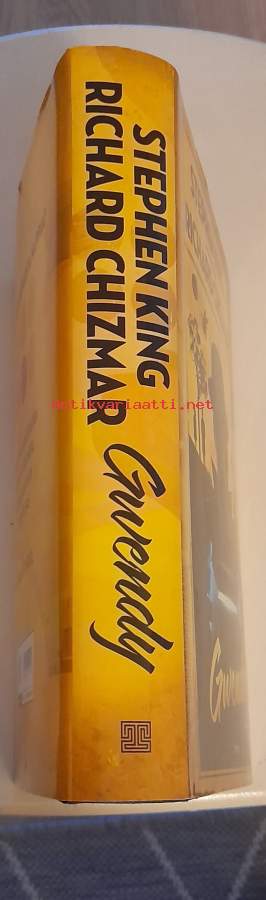 STEPHEN KING
RICHARD CHIZMAR
Gwendy
antikvariaatti.net